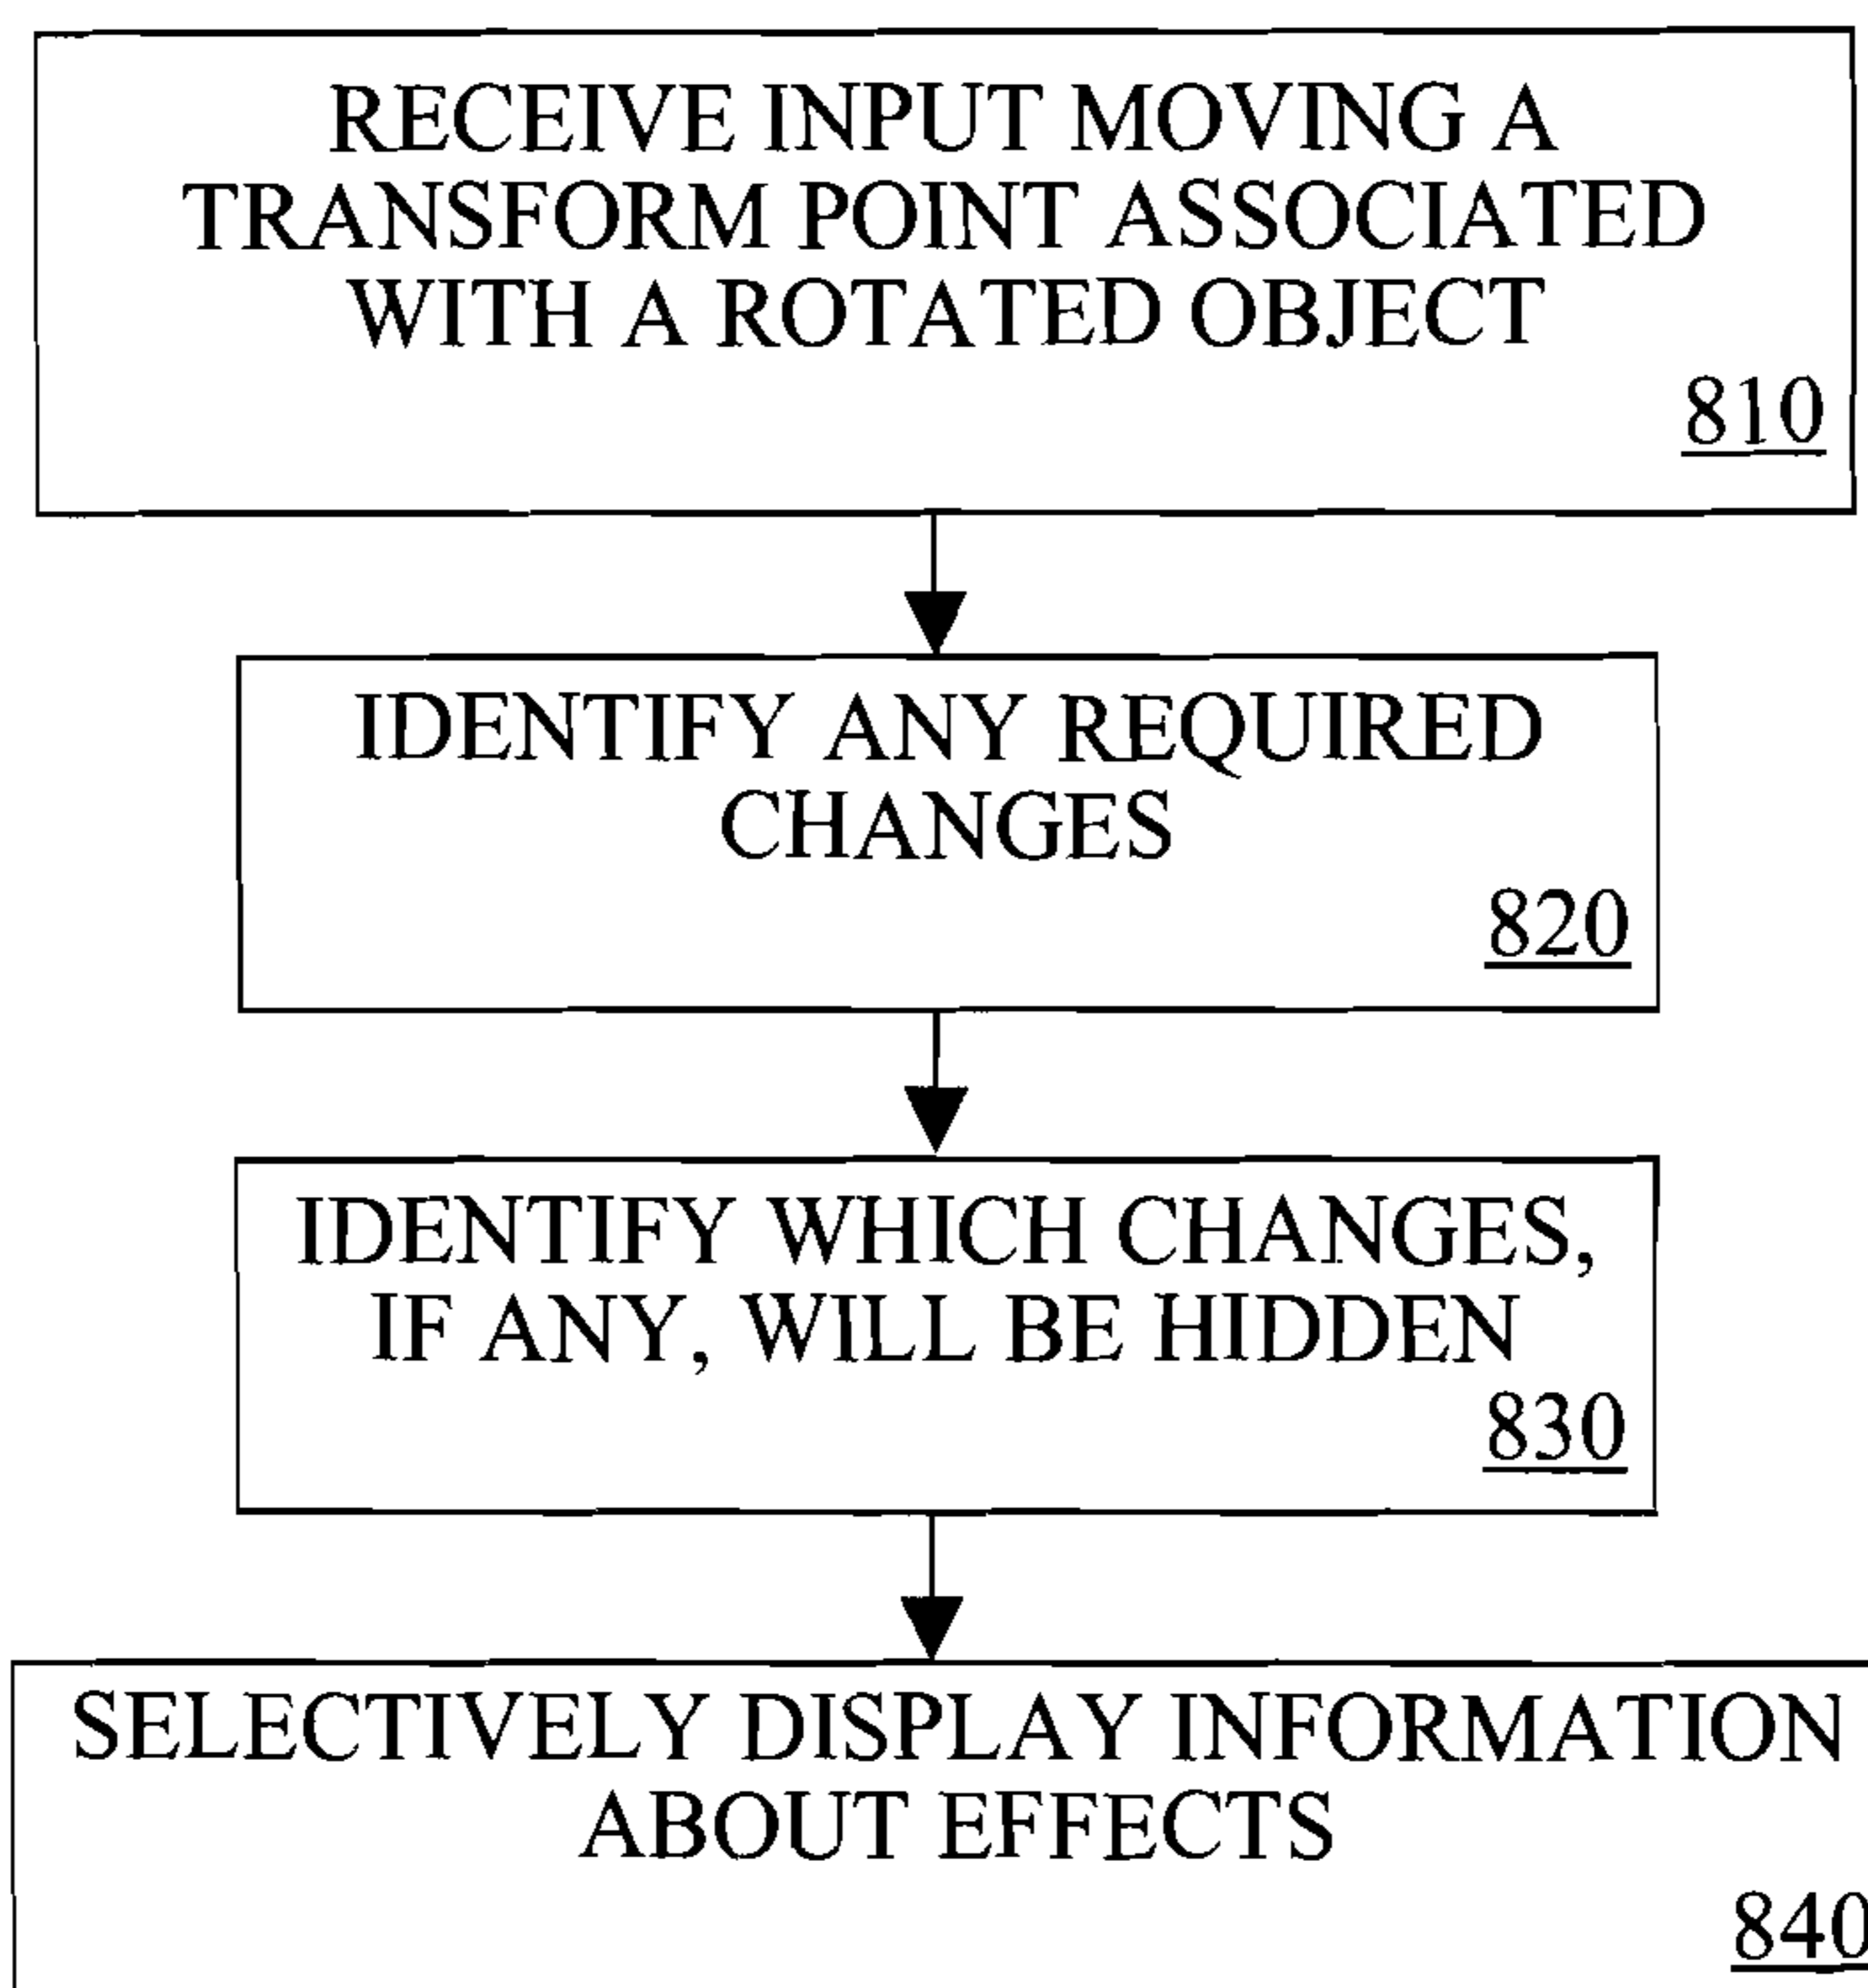 RECEIVE INPUT MOVING A
TRANSFORM POINT ASSOCIATED
WITH A ROTATED OBJECT
810
IDENTIFY ANY REQUIRED
CHANGES
820
IDENTIFY WHICH CHANGES,
IF ANY, WILL BE HIDDEN
830
SELECTIVELY DISPLAY INFORMATION
ABOUT EFFECTS
840